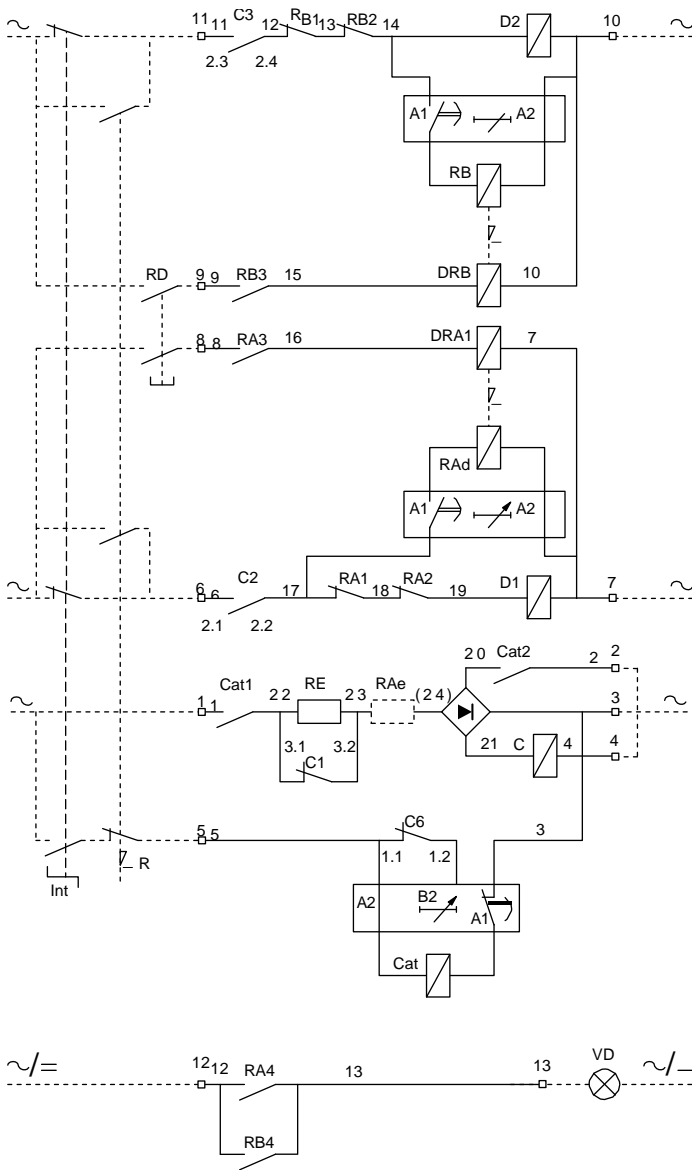 11 11 C3 12 RB1 13 RB2 14 D2 10
2.3 2.4
A1 A2
RB
RD 9 9 RB3 15 DRB 10
8 8 RA3 16 DRA1 7
RAd
A1 A2
6 6 C2 17 RA1 18 RA2 19 D1 7
2.1 2.2
20 Cat2 2 2
1 1 Cat1 22 RE 23 RAe (24) 3
3.1 3.2 21 C 4 4
C1
5 5 C6 3
1.1 1.2
R
Int
A2 B2 A1
Cat
~/= 12 12 RA4 13 13 VD ~/_
RB4